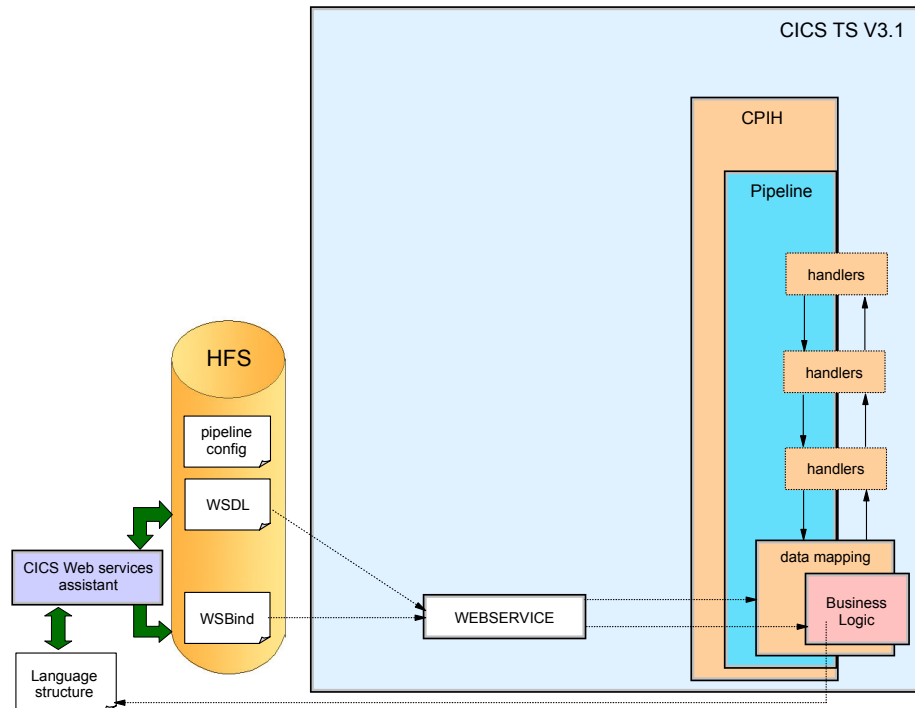 CICS TS V3.1
CPIH
Pipeline
handlers
HFS
handlers
pipeline
config
handlers
WSDL
data mapping
CICS Web services
assistant
WSBind
WEBSERVICE
Business
Logic
Language
structure